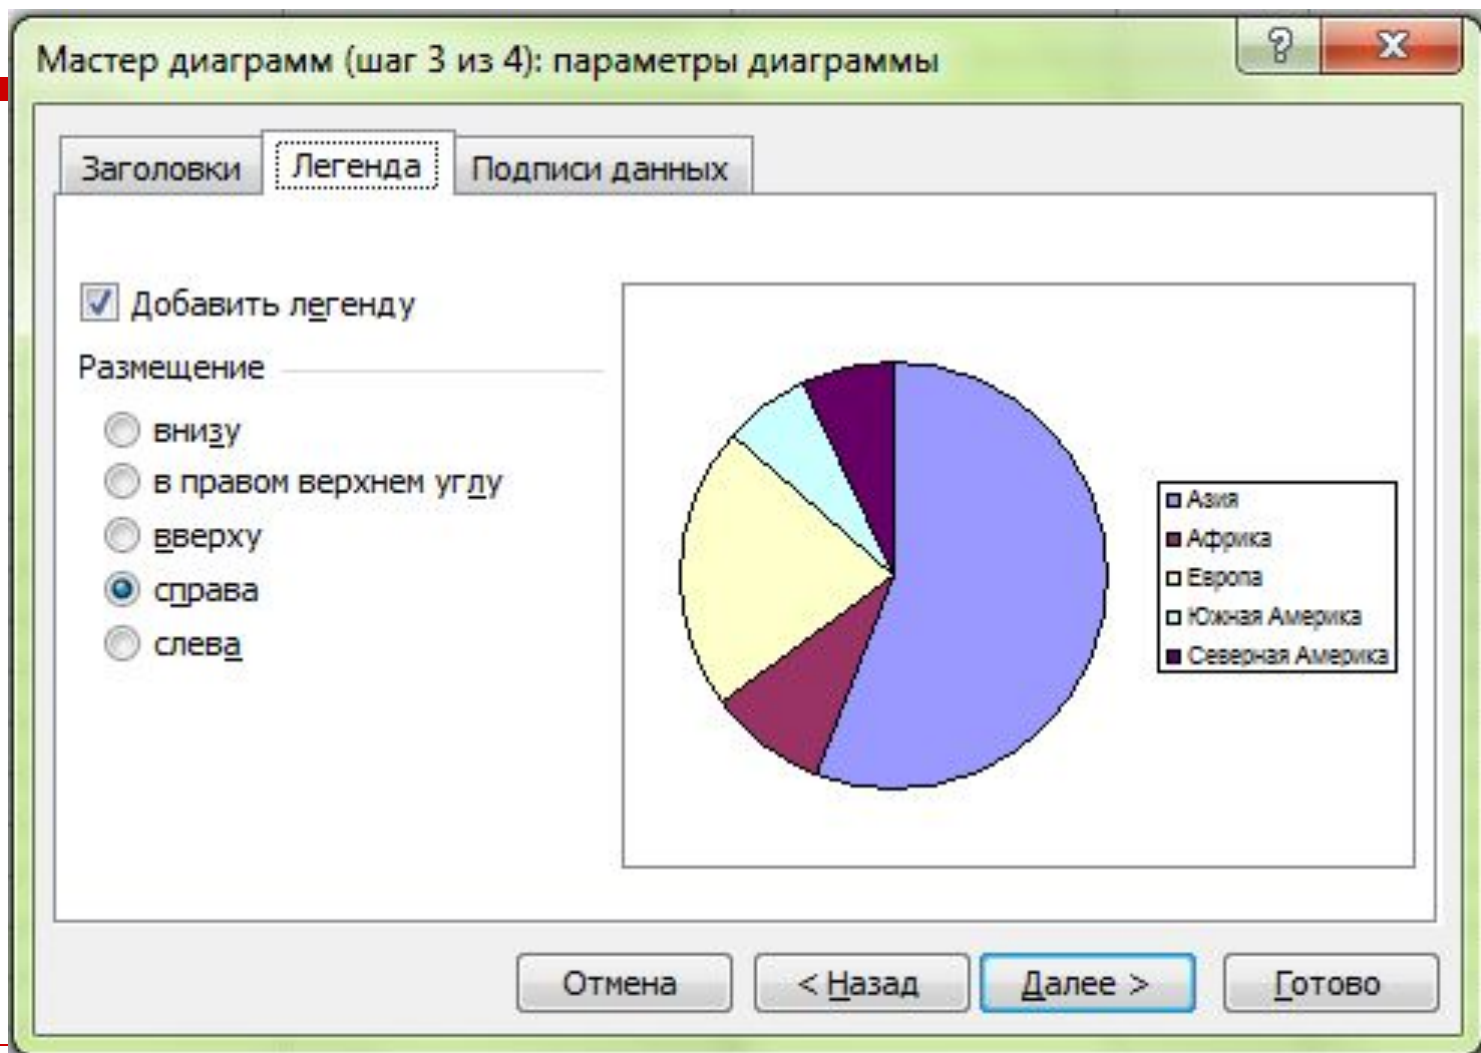 Мастер диаграмм (шаг 3 из 4): параметры диаграммы
Заголовки
Легенда
Подписи данных
Добавить легенду
Размещение
внизу
в правом верхнем углу
вверху
справа
слева
Азия
Африка
Европа
Южная Америка
Северная Америка
Отмена
< Назад
Далее >
Готово